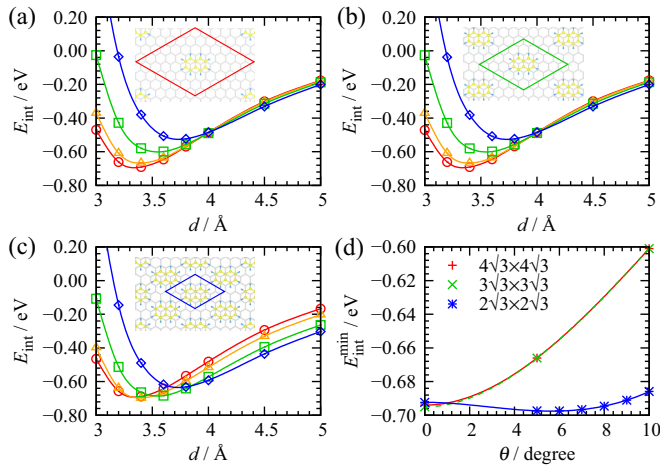 (a)
0.20
0.00
−0.20
−0.40
−0.60
−0.80
E_int / eV
3 3.5 4 4.5 5
d / Å
(b)
0.20
0.00
−0.20
−0.40
−0.60
−0.80
E_int / eV
3 3.5 4 4.5 5
d / Å
(c)
0.20
0.00
−0.20
−0.40
−0.60
−0.80
E_int / eV
3 3.5 4 4.5 5
d / Å
(d)
−0.60
−0.62
−0.64
−0.66
−0.68
−0.70
E_int^min / eV
4√3×4√3
3√3×3√3
2√3×2√3
0 2 4 6 8 10
θ / degree